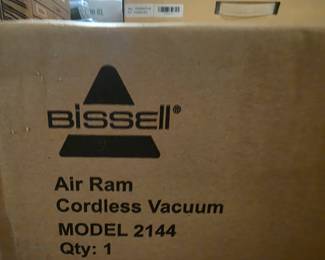 BISSELL®
Air Ram
Cordless Vacuum
MODEL 2144
Qty: 1